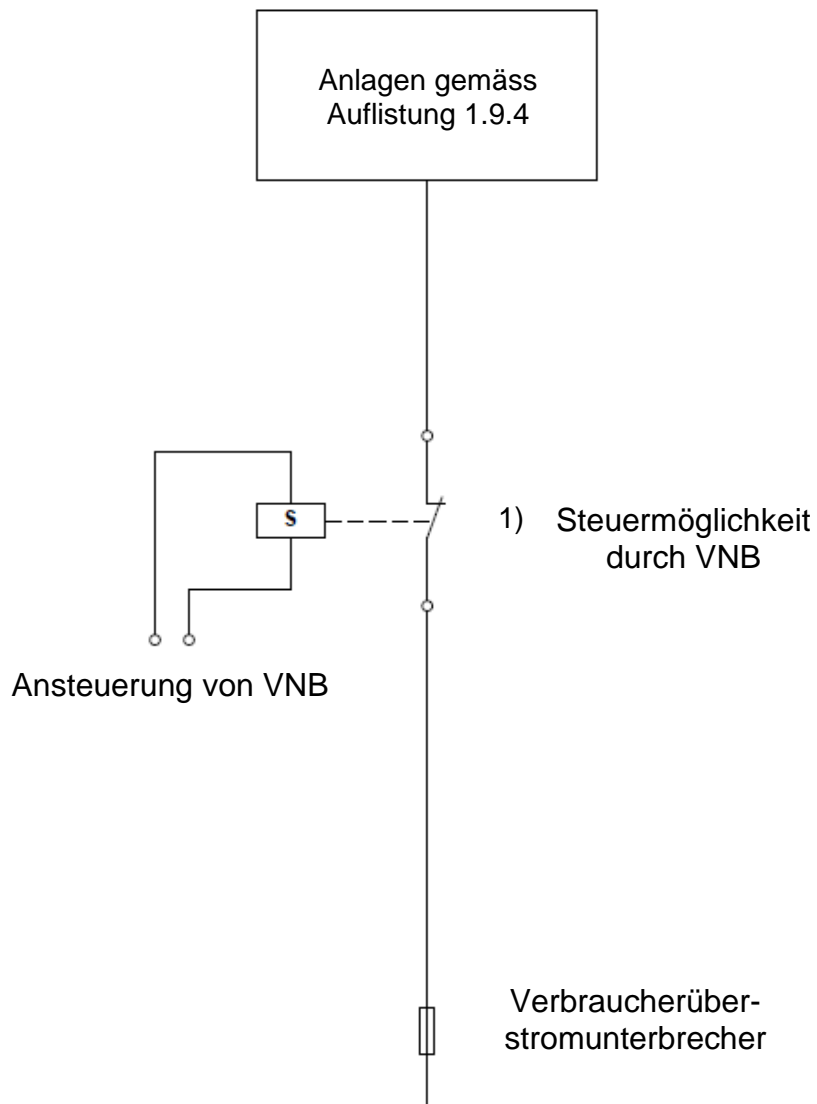 Anlagen gemäss
Auflistung 1.9.4
S
1) Steuermöglichkeit
durch VNB
Ansteuerung von VNB
Verbraucherüber-
stromunterbrecher